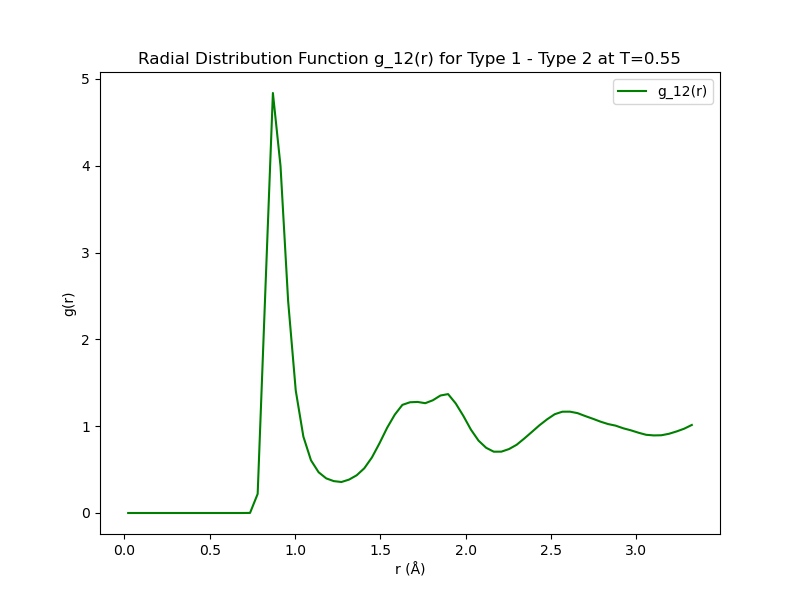 Radial Distribution Function g_12(r) for Type 1 - Type 2 at T=0.55
g_12(r)
5
4
3
2
1
0
g(r)
0.0 0.5 1.0 1.5 2.0 2.5 3.0
r (Å)